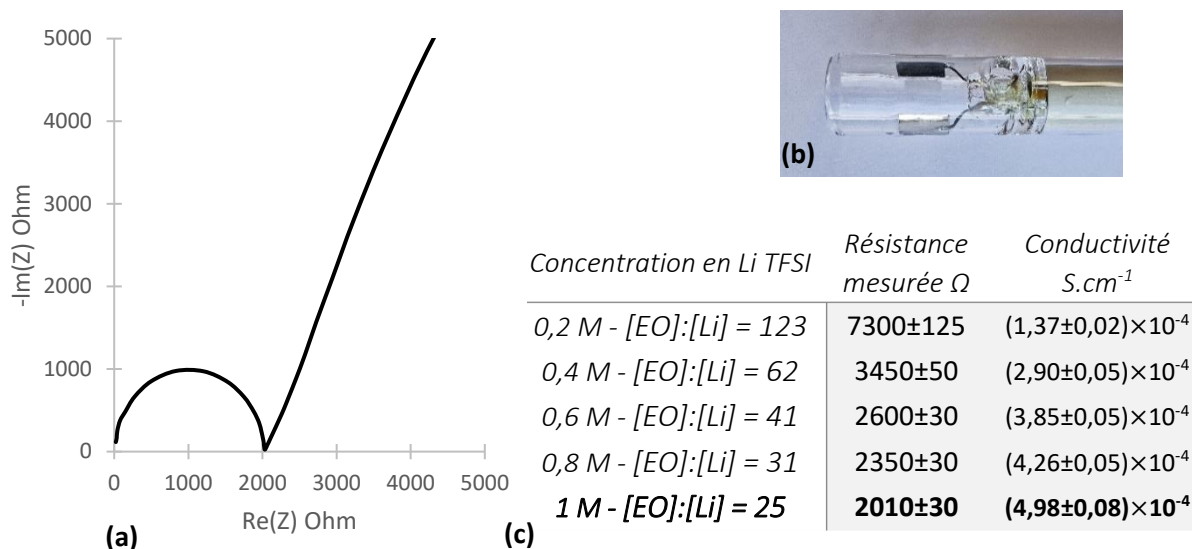 5000
4000
3000
2000
1000
0
-Im(Z) Ohm
0 1000 2000 3000 4000 5000
Re(Z) Ohm
(a)
(b)
Concentration en Li TFSI Résistance mesurée Ω Conductivité S.cm-1
0,2 M - [EO]:[Li] = 123 7300±125 (1,37±0,02)×10-4
0,4 M - [EO]:[Li] = 62 3450±50 (2,90±0,05)×10-4
0,6 M - [EO]:[Li] = 41 2600±30 (3,85±0,05)×10-4
0,8 M - [EO]:[Li] = 31 2350±30 (4,26±0,05)×10-4
1 M - [EO]:[Li] = 25 2010±30 (4,98±0,08)×10-4
(c)